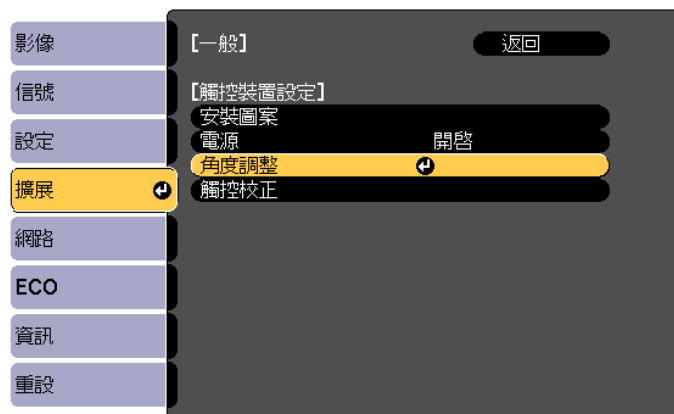 影像
信號
設定
擴展
網路
ECO
資訊
重設
[一般] 返回
[觸控裝置設定]
安裝圖案
電源 開啓
角度調整
觸控校正